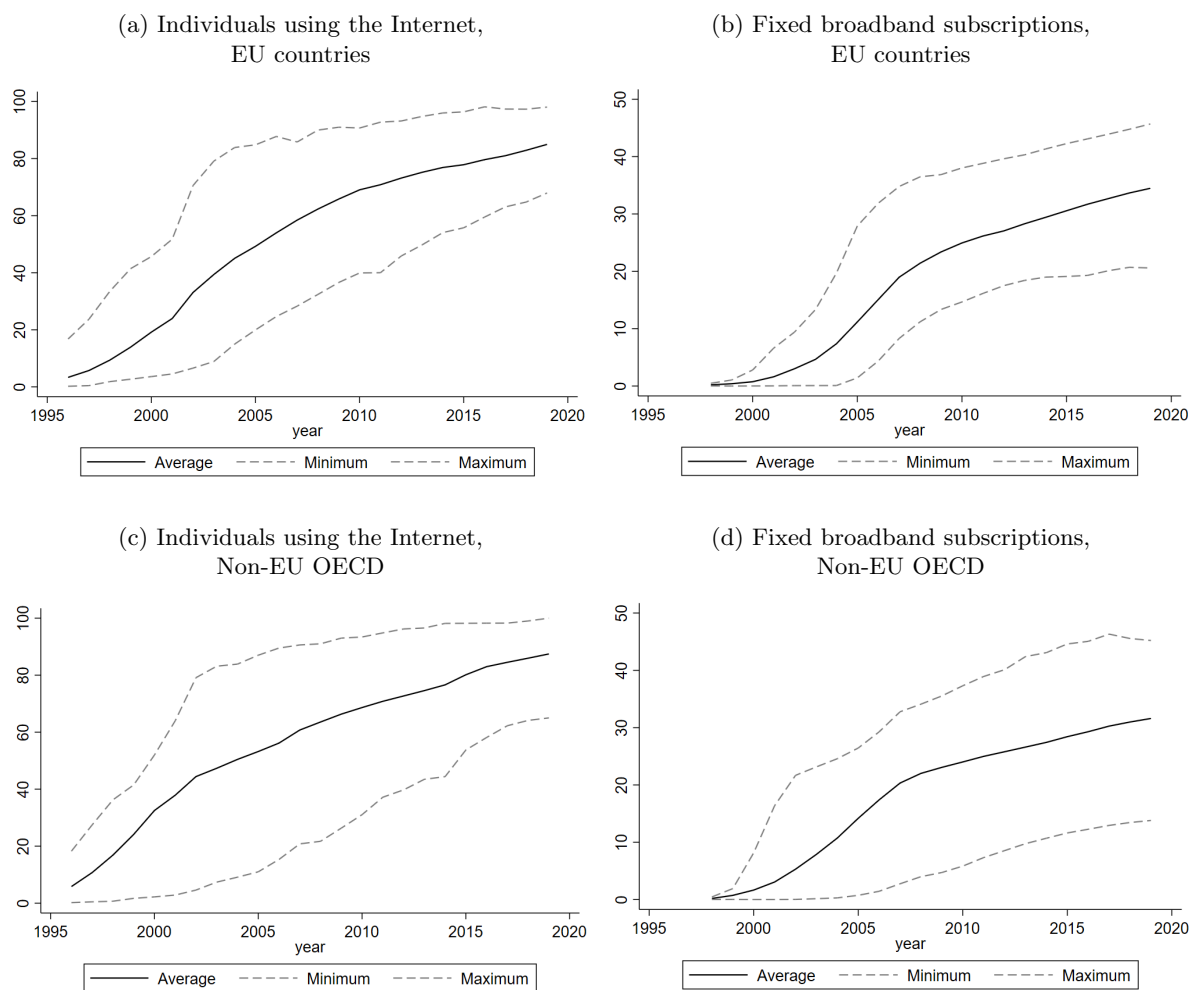 (a) Individuals using the Internet,
EU countries
100
80
60
40
20
0
1995 2000 2005 2010 2015 2020
year
Average Minimum Maximum
(b) Fixed broadband subscriptions,
EU countries
50
40
30
20
10
0
1995 2000 2005 2010 2015 2020
year
Average Minimum Maximum
(c) Individuals using the Internet,
Non-EU OECD
100
80
60
40
20
0
1995 2000 2005 2010 2015 2020
year
Average Minimum Maximum
(d) Fixed broadband subscriptions,
Non-EU OECD
50
40
30
20
10
0
1995 2000 2005 2010 2015 2020
year
Average Minimum Maximum